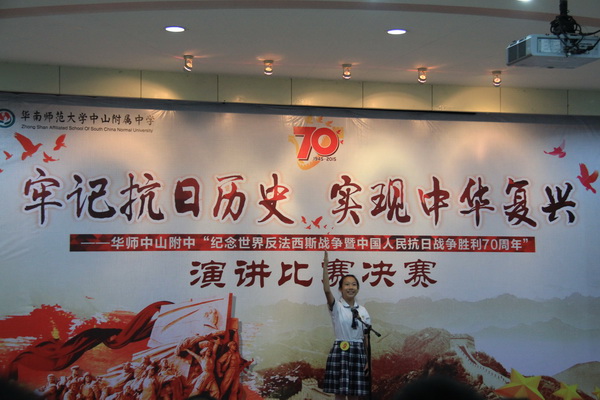 华南师范大学中山附属中学
Zhong Shan Affiliated School Of South China Normal University
70
1945-2015
牢记抗日历史 实现中华复兴
——华师中山附中“纪念世界反法西斯战争暨中国人民抗日战争胜利70周年”
演讲比赛决赛